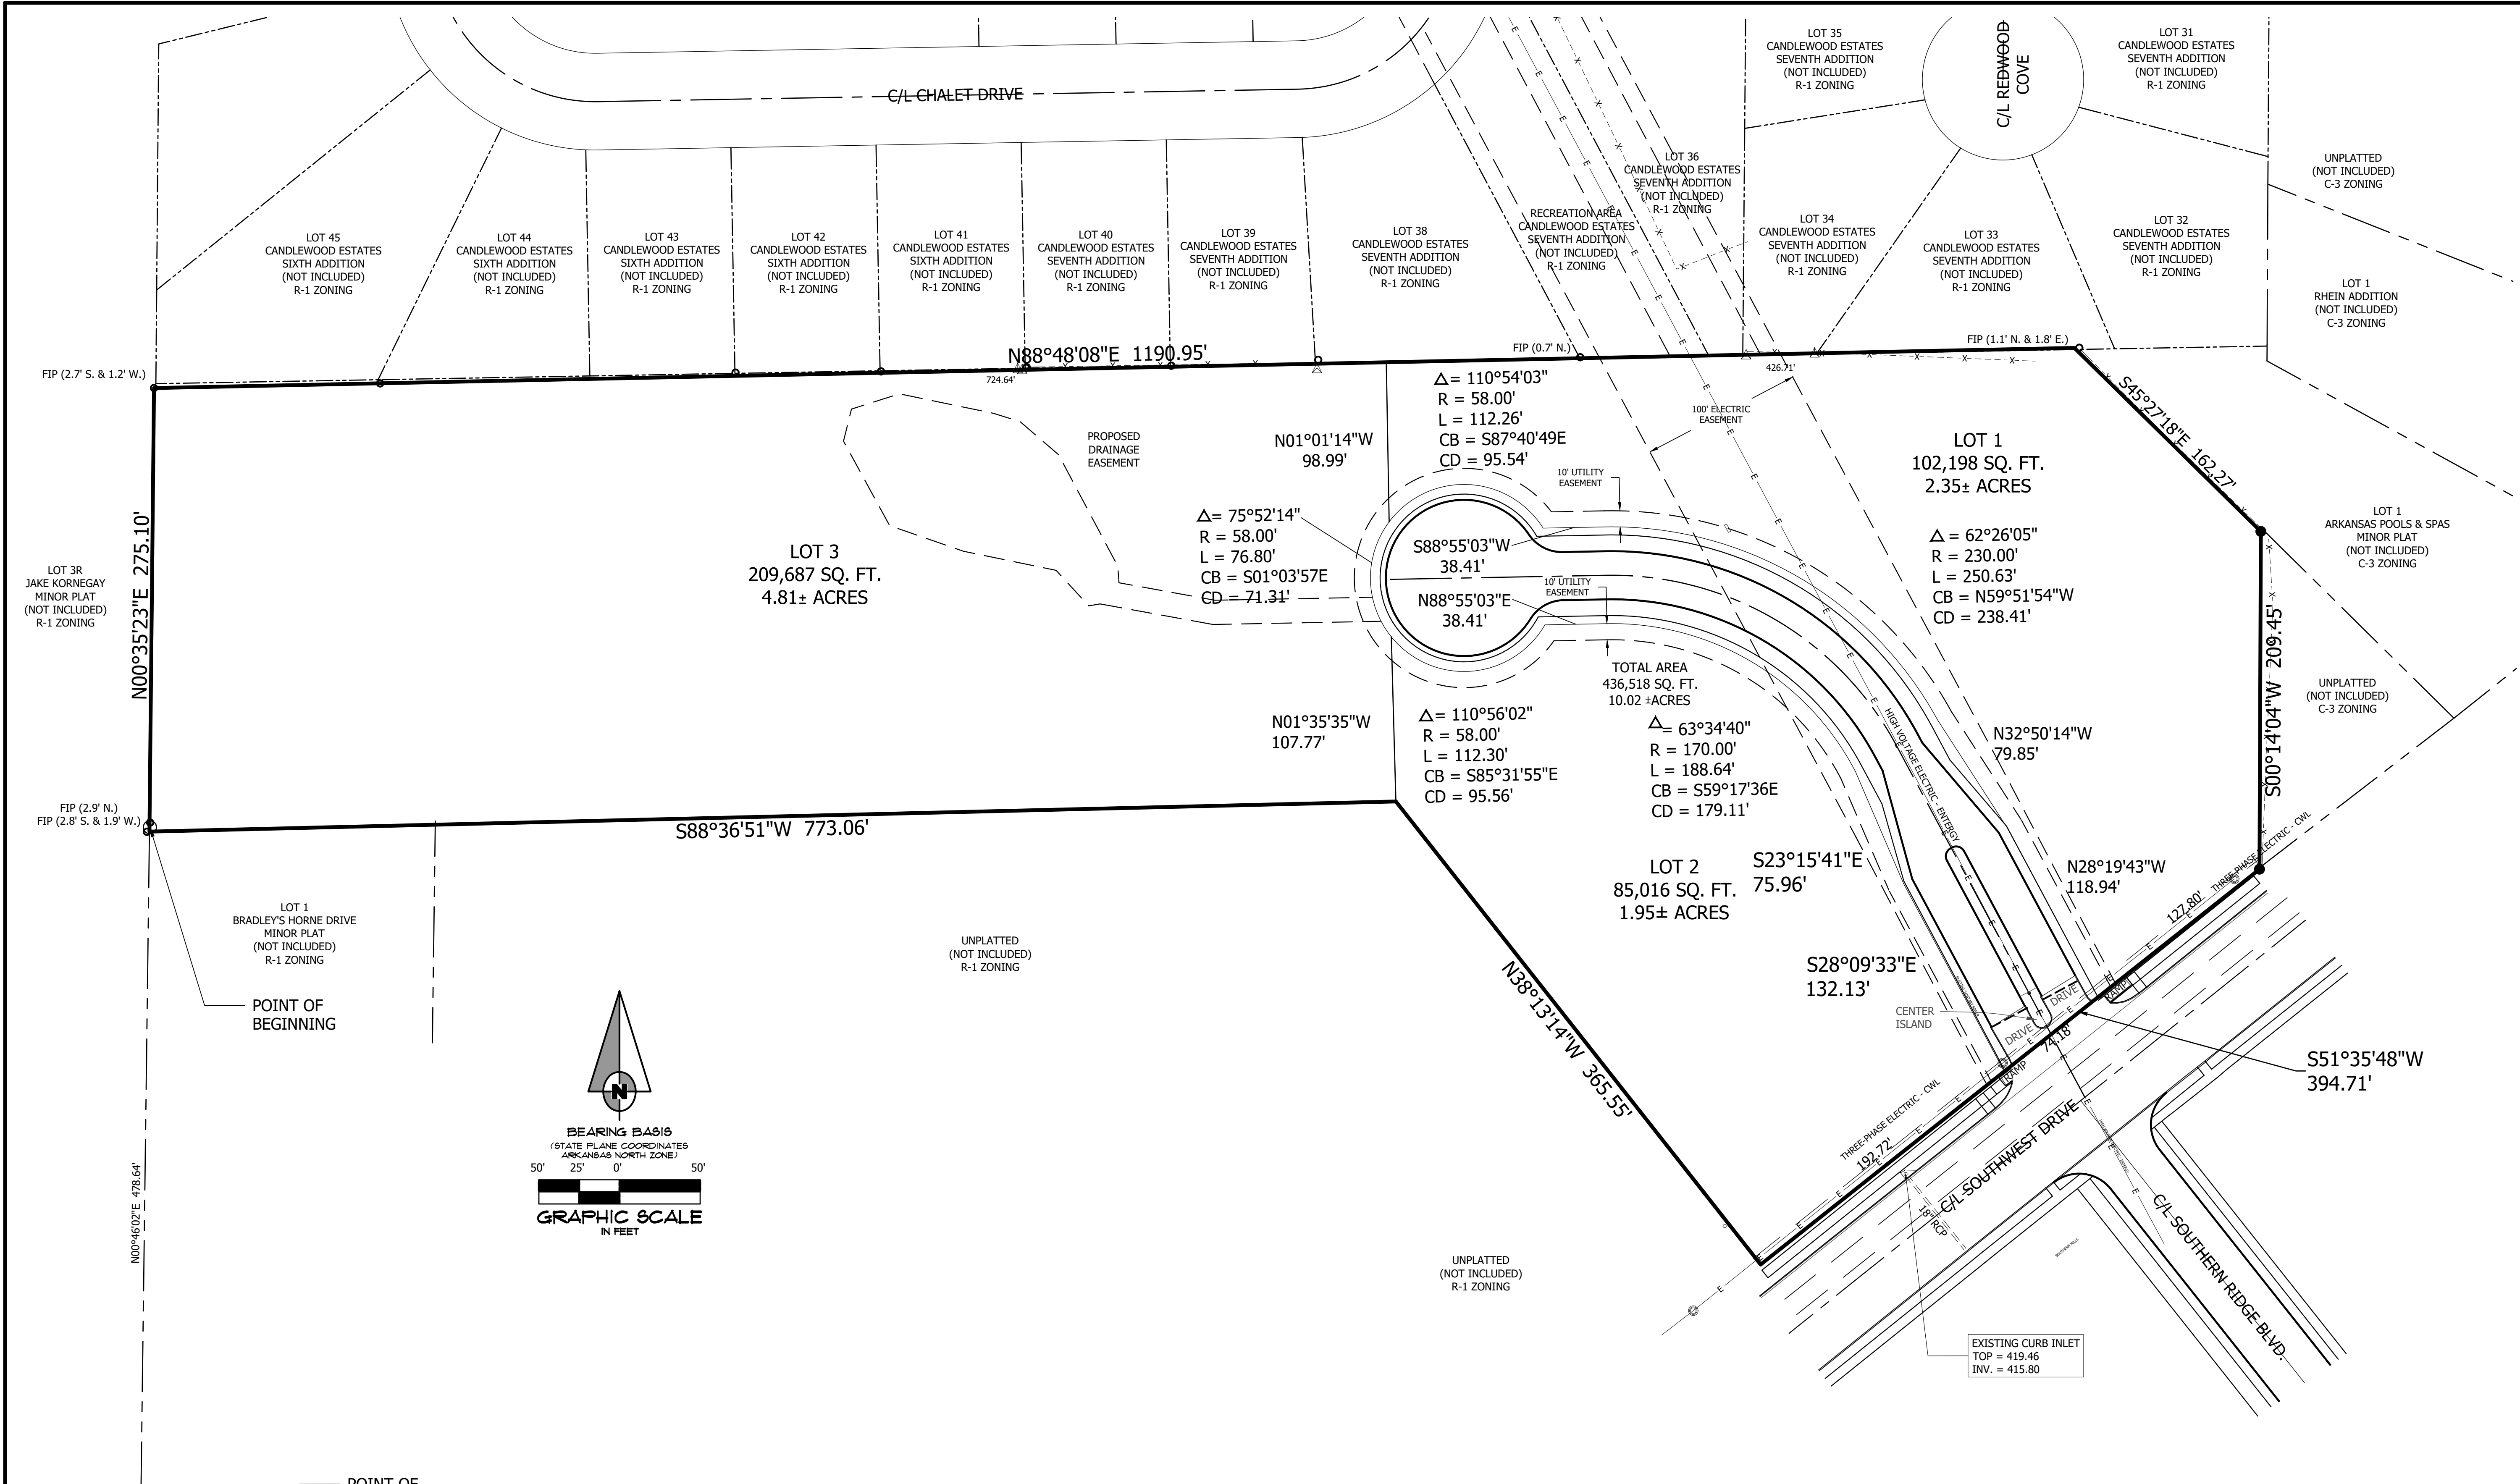 C/L CHALET DRIVE
C/L REDWOOD
COVE
LOT 35
CANDLEWOOD ESTATES
SEVENTH ADDITION
(NOT INCLUDED)
R-1 ZONING
LOT 31
CANDLEWOOD ESTATES
SEVENTH ADDITION
(NOT INCLUDED)
R-1 ZONING
LOT 36
CANDLEWOOD ESTATES
SEVENTH ADDITION
(NOT INCLUDED)
R-1 ZONING
UNPLATTED
(NOT INCLUDED)
C-3 ZONING
LOT 45
CANDLEWOOD ESTATES
SIXTH ADDITION
(NOT INCLUDED)
R-1 ZONING
LOT 44
CANDLEWOOD ESTATES
SIXTH ADDITION
(NOT INCLUDED)
R-1 ZONING
LOT 43
CANDLEWOOD ESTATES
SIXTH ADDITION
(NOT INCLUDED)
R-1 ZONING
LOT 42
CANDLEWOOD ESTATES
SIXTH ADDITION
(NOT INCLUDED)
R-1 ZONING
LOT 41
CANDLEWOOD ESTATES
SIXTH ADDITION
(NOT INCLUDED)
R-1 ZONING
LOT 40
CANDLEWOOD ESTATES
SEVENTH ADDITION
(NOT INCLUDED)
R-1 ZONING
LOT 39
CANDLEWOOD ESTATES
SEVENTH ADDITION
(NOT INCLUDED)
R-1 ZONING
LOT 38
CANDLEWOOD ESTATES
SEVENTH ADDITION
(NOT INCLUDED)
R-1 ZONING
RECREATION AREA
CANDLEWOOD ESTATES
SEVENTH ADDITION
(NOT INCLUDED)
R-1 ZONING
LOT 34
CANDLEWOOD ESTATES
SEVENTH ADDITION
(NOT INCLUDED)
R-1 ZONING
LOT 33
CANDLEWOOD ESTATES
SEVENTH ADDITION
(NOT INCLUDED)
R-1 ZONING
LOT 32
CANDLEWOOD ESTATES
SEVENTH ADDITION
(NOT INCLUDED)
R-1 ZONING
LOT 1
RHEIN ADDITION
(NOT INCLUDED)
C-3 ZONING
FIP (2.7' S. & 1.2' W.)
N88°48'08"E 1190.95'
724.64'
FIP (0.7' N.)
426.71'
FIP (1.1' N. & 1.8' E.)
S45°27'18"E 162.27'
100' ELECTRIC
EASEMENT
PROPOSED
DRAINAGE
EASEMENT
N01°01'14"W
98.99'
Δ= 110°54'03"
R = 58.00'
L = 112.26'
CB = S87°40'49E
CD = 95.54'
10' UTILITY
EASEMENT
LOT 1
102,198 SQ. FT.
2.35± ACRES
Δ= 75°52'14"
R = 58.00'
L = 76.80'
CB = S01°03'57E
CD = 71.31'
S88°55'03"W
38.41'
10' UTILITY
EASEMENT
N88°55'03"E
38.41'
Δ = 62°26'05"
R = 230.00'
L = 250.63'
CB = N59°51'54"W
CD = 238.41'
LOT 1
ARKANSAS POOLS & SPAS
MINOR PLAT
(NOT INCLUDED)
C-3 ZONING
LOT 3R
JAKE KORNEGAY
MINOR PLAT
(NOT INCLUDED)
R-1 ZONING
N00°35'23"E 275.10'
LOT 3
209,687 SQ. FT.
4.81± ACRES
TOTAL AREA
436,518 SQ. FT.
10.02 ±ACRES
S00°14'04"W 209.45'
UNPLATTED
(NOT INCLUDED)
C-3 ZONING
N01°35'35"W
107.77'
Δ= 110°56'02"
R = 58.00'
L = 112.30'
CB = S85°31'55"E
CD = 95.56'
Δ= 63°34'40"
R = 170.00'
L = 188.64'
CB = S59°17'36E
CD = 179.11'
HIGH VOLTAGE ELECTRIC - ENTERGY
N32°50'14"W
79.85'
FIP (2.9' N.)
FIP (2.8' S. & 1.9' W.)
S88°36'51"W 773.06'
LOT 2
85,016 SQ. FT.
1.95± ACRES
S23°15'41"E
75.96'
N28°19'43"W
118.94'
THREE-PHASE ELECTRIC - CWL
127.80'
LOT 1
BRADLEY'S HORNE DRIVE
MINOR PLAT
(NOT INCLUDED)
R-1 ZONING
UNPLATTED
(NOT INCLUDED)
R-1 ZONING
POINT OF
BEGINNING
N38°13'14"W 365.55'
S28°09'33"E
132.13'
CENTER
ISLAND
DRIVE
DRIVE
RAMP
RAMP
74.18'
S51°35'48"W
394.71'
THREE-PHASE ELECTRIC - CWL
192.72'
C/L SOUTHWEST DRIVE
18" RCP
C/L SOUTHERN RIDGE BLVD.
N
BEARING BASIS
(STATE PLANE COORDINATES
ARKANSAS NORTH ZONE)
50' 25' 0' 50'
GRAPHIC SCALE
IN FEET
N00°46'02"E 478.64'
UNPLATTED
(NOT INCLUDED)
R-1 ZONING
EXISTING CURB INLET
TOP = 419.46
INV. = 415.80
POINT OF